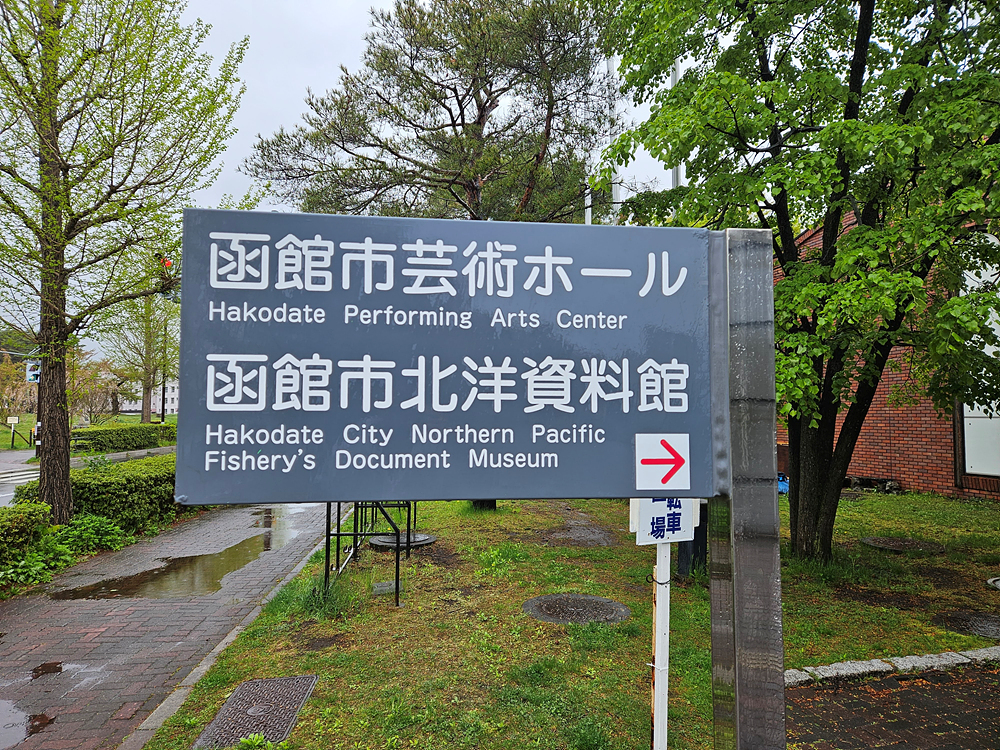 函館市芸術ホール
Hakodate Performing Arts Center
函館市北洋資料館
Hakodate City Northern Pacific
Fishery's Document Museum
転車
場